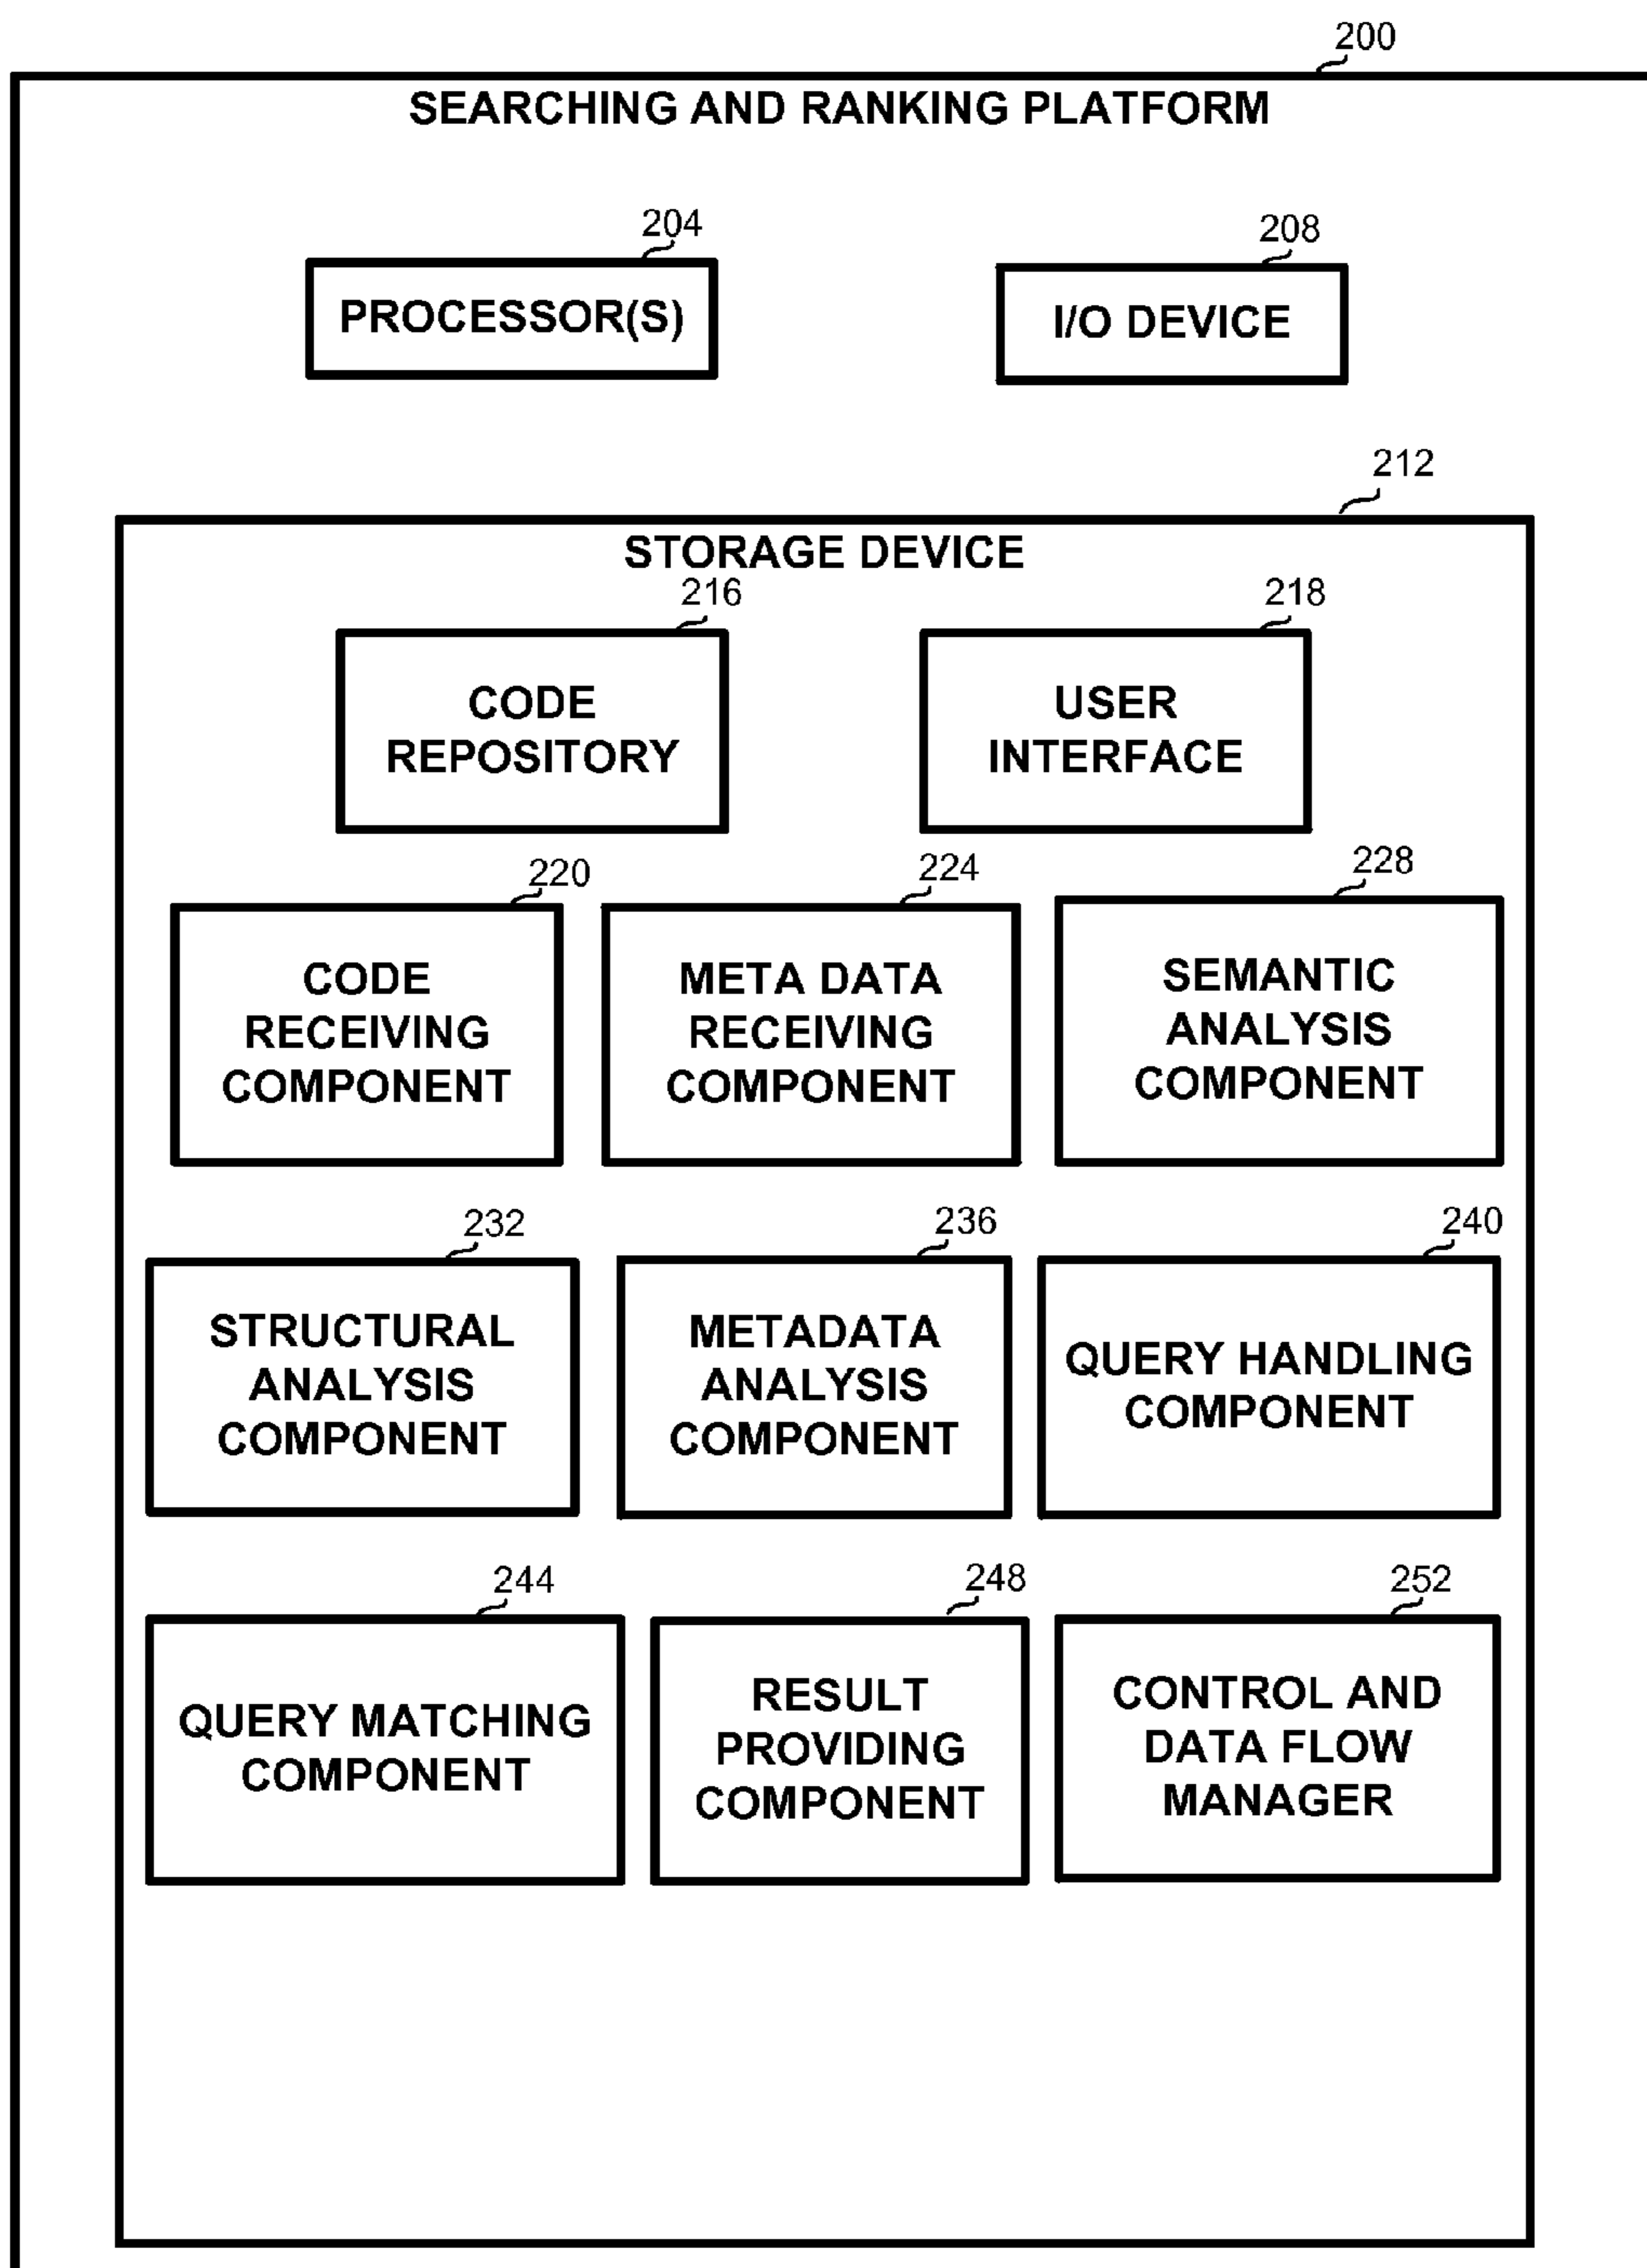 200
SEARCHING AND RANKING PLATFORM
204
208
PROCESSOR(S)
I/O DEVICE
212
STORAGE DEVICE
216
218
CODE
REPOSITORY
USER
INTERFACE
220
224
228
CODE
RECEIVING
COMPONENT
META DATA
RECEIVING
COMPONENT
SEMANTIC
ANALYSIS
COMPONENT
232
236
240
STRUCTURAL
ANALYSIS
COMPONENT
METADATA
ANALYSIS
COMPONENT
QUERY HANDLING
COMPONENT
244
248
252
QUERY MATCHING
COMPONENT
RESULT
PROVIDING
COMPONENT
CONTROL AND
DATA FLOW
MANAGER